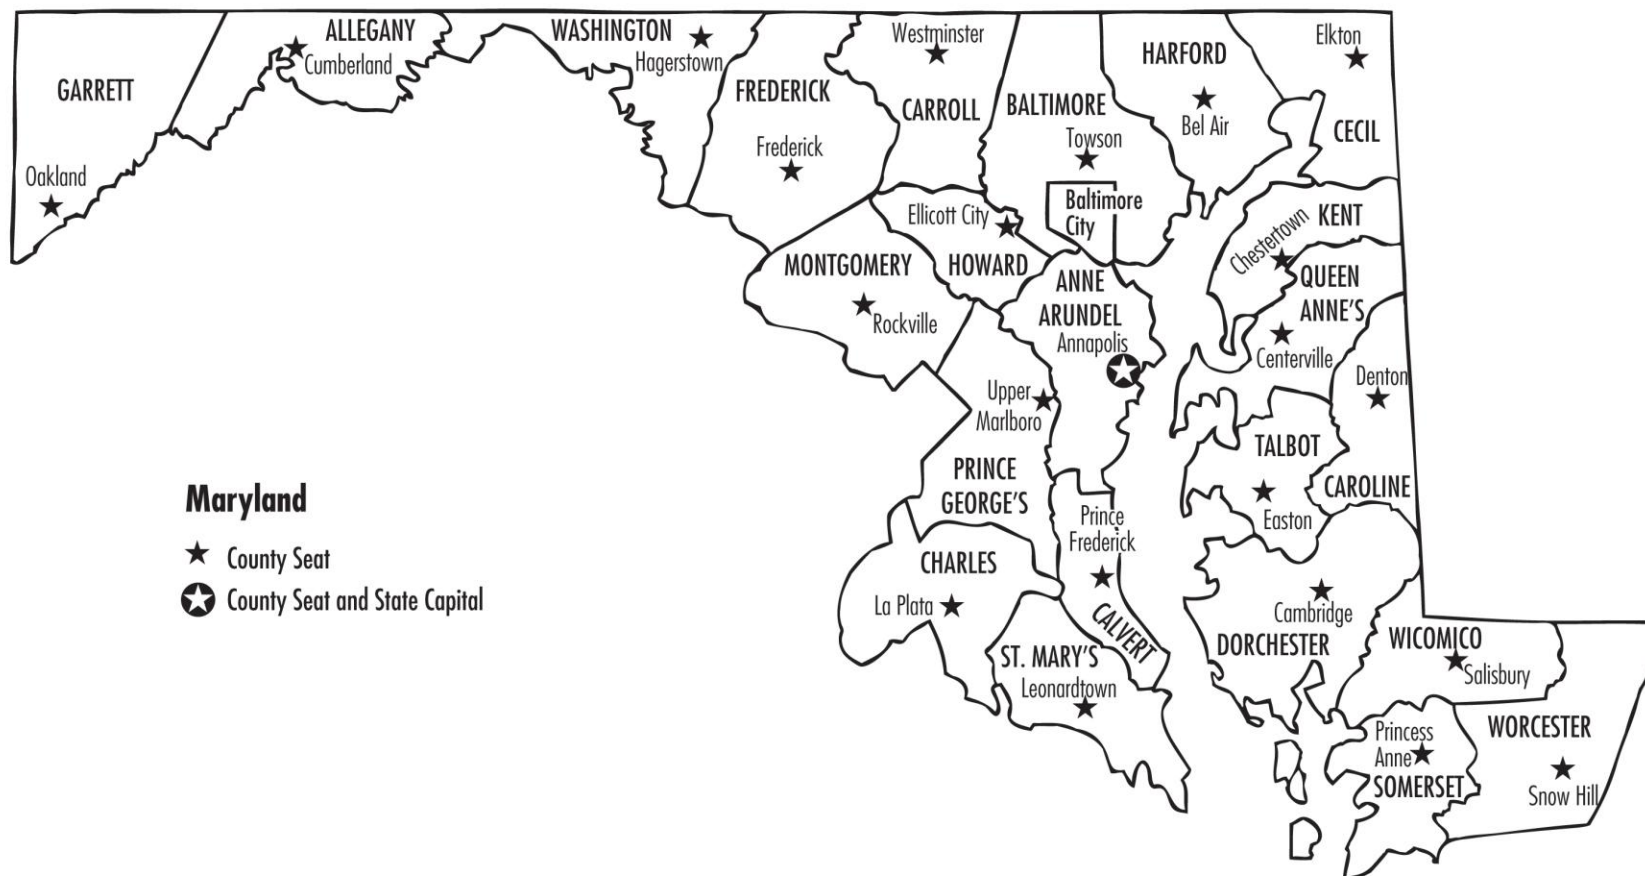 GARRETT
Oakland
ALLEGANY
Cumberland
WASHINGTON
Hagerstown
FREDERICK
Frederick
Westminster
CARROLL
BALTIMORE
Towson
Baltimore
City
HARFORD
Bel Air
Elkton
CECIL
KENT
Chestertown
QUEEN
ANNE'S
Centerville
Ellicott City
HOWARD
MONTGOMERY
Rockville
ANNE
ARUNDEL
Annapolis
Upper
Marlboro
PRINCE
GEORGE'S
Denton
CAROLINE
TALBOT
Easton
Prince
Frederick
CALVERT
CHARLES
La Plata
ST. MARY'S
Leonardtown
Cambridge
DORCHESTER
WICOMICO
Salisbury
Princess
Anne
SOMERSET
WORCESTER
Snow Hill
Maryland
County Seat
County Seat and State Capital